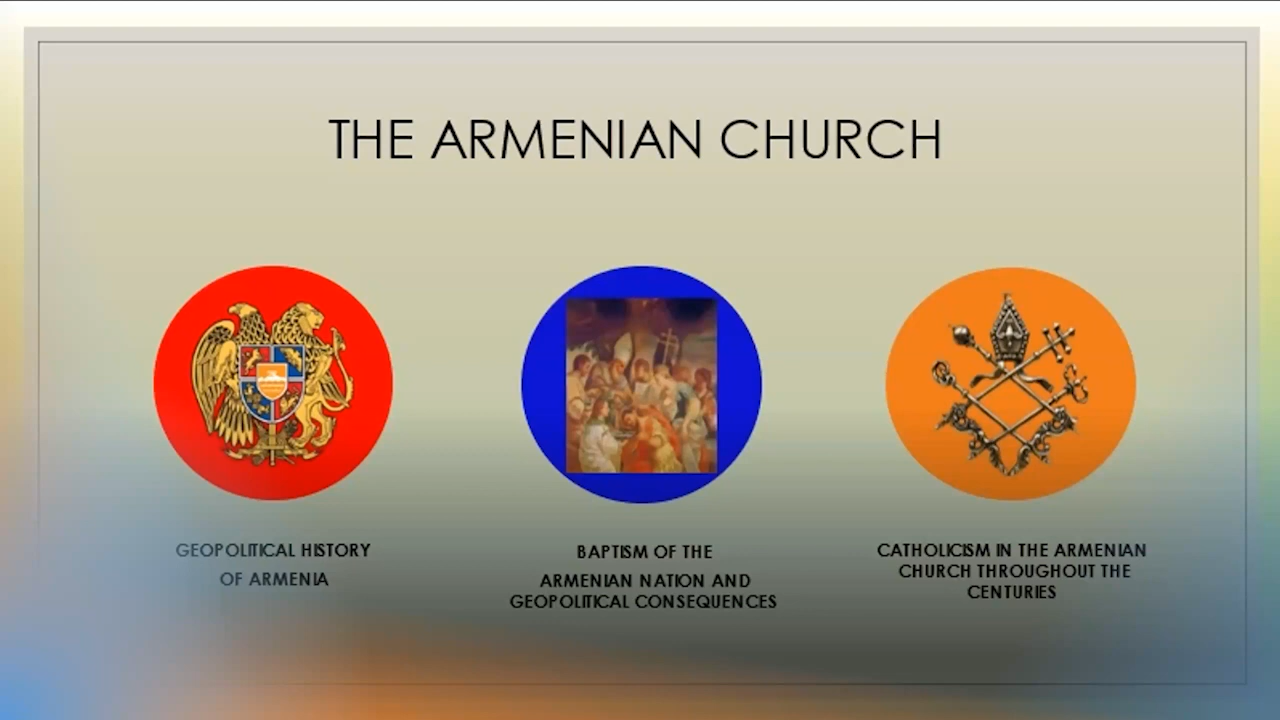 THE ARMENIAN CHURCH
GEOPOLITICAL HISTORY
OF ARMENIA
BAPTISM OF THE
ARMENIAN NATION AND
GEOPOLITICAL CONSEQUENCES
CATHOLICISM IN THE ARMENIAN
CHURCH THROUGHOUT THE
CENTURIES